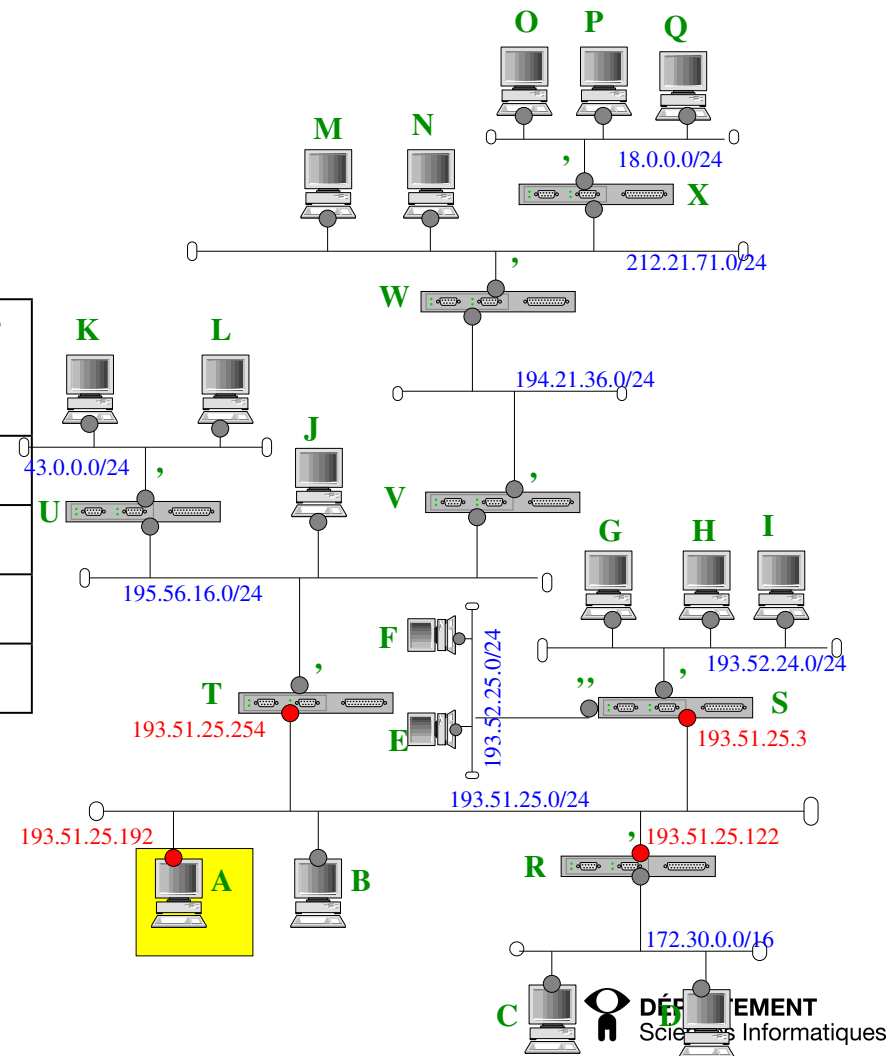 O P Q
M N
18.0.0.0/24
, X
212.21.71.0/24
,
W
K L
194.21.36.0/24
J
43.0.0.0/24 ,
U
V ,
G H I
195.56.16.0/24
F
193.52.25.0/24
193.52.24.0/24
T ,
,, , S
193.51.25.254
E
193.51.25.3
193.51.25.0/24
193.51.25.192
, 193.51.25.122
A B R
172.30.0.0/16
C D
DÉPARTEMENT
Sciences Informatiques